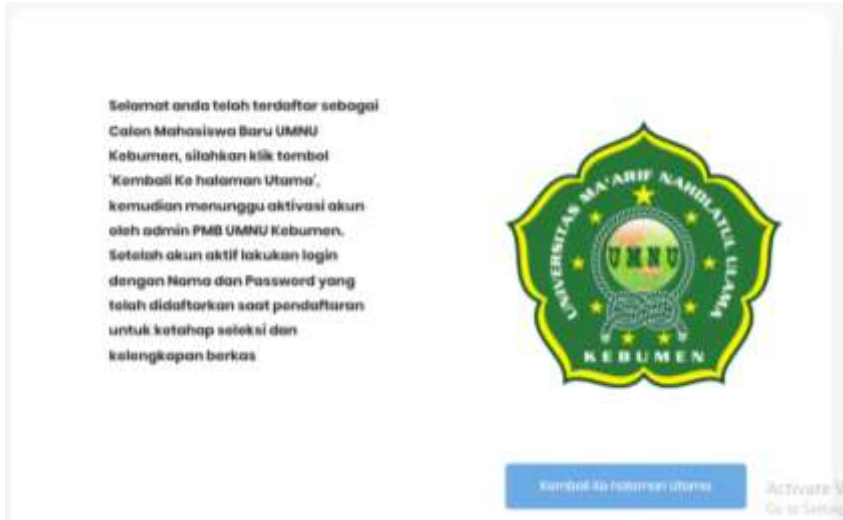 Selamat anda telah terdaftar sebagai
Calon Mahasiswa Baru UMNU
Kebumen, silahkan klik tombol
'Kembali Ke halaman Utama',
kemudian menunggu aktivasi akun
oleh admin PMB UMNU Kebumen.
Setelah akun aktif lakukan login
dengan Nama dan Password yang
telah didaftarkan saat pendaftaran
untuk ketahap seleksi dan
kelengkapan berkas
UNIVERSITAS MA'ARIF NAHDLATUL ULAMA
UMNU
KEBUMEN
Kembali Ke halaman Utama
Activate
Go to